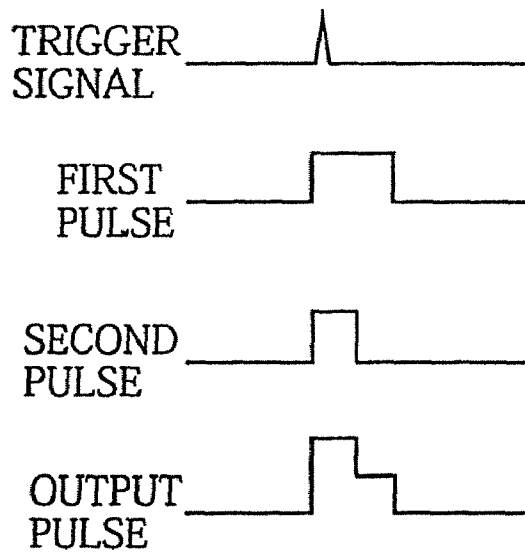 TRIGGER
SIGNAL
FIRST
PULSE
SECOND
PULSE
OUTPUT
PULSE